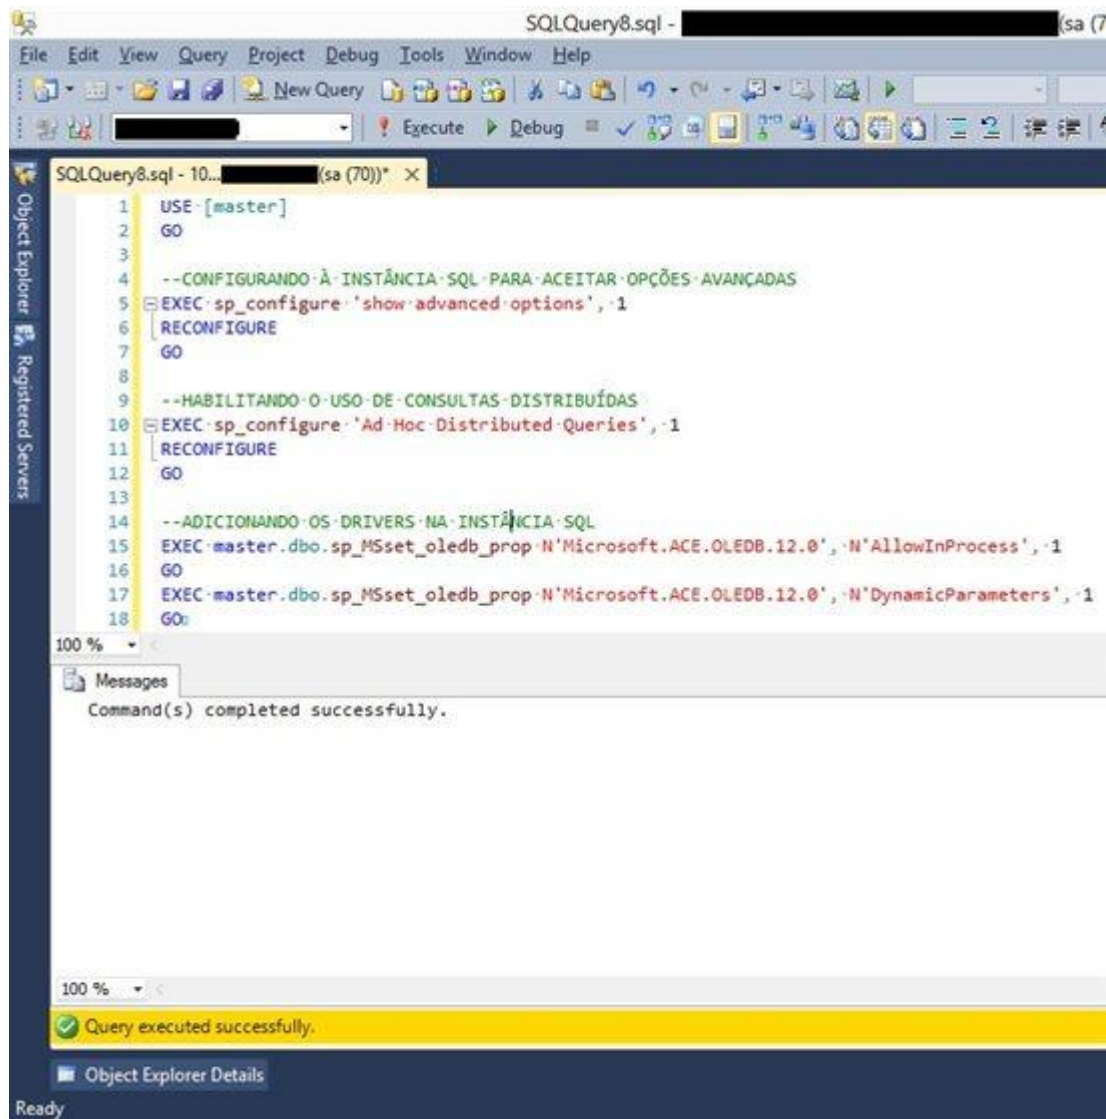 SQLQuery8.sql - (sa (7
File Edit View Query Project Debug Tools Window Help
New Query
Execute Debug
SQLQuery8.sql - 10... (sa (70))* ×
Object Explorer
Registered Servers
1 USE [master]
2 GO
3
4 --CONFIGURANDO À INSTÂNCIA SQL PARA ACEITAR OPÇÕES AVANÇADAS
5 EXEC sp_configure 'show advanced options', 1
6 RECONFIGURE
7 GO
8
9 --HABILITANDO O USO DE CONSULTAS DISTRIBUÍDAS
10 EXEC sp_configure 'Ad Hoc Distributed Queries', 1
11 RECONFIGURE
12 GO
13
14 --ADICIONANDO OS DRIVERS NA INSTÂNCIA SQL
15 EXEC master.dbo.sp_MSset_oledb_prop N'Microsoft.ACE.OLEDB.12.0', N'AllowInProcess', 1
16 GO
17 EXEC master.dbo.sp_MSset_oledb_prop N'Microsoft.ACE.OLEDB.12.0', N'DynamicParameters', 1
18 GO
100 %
Messages
Command(s) completed successfully.
100 %
Query executed successfully.
Object Explorer Details
Ready